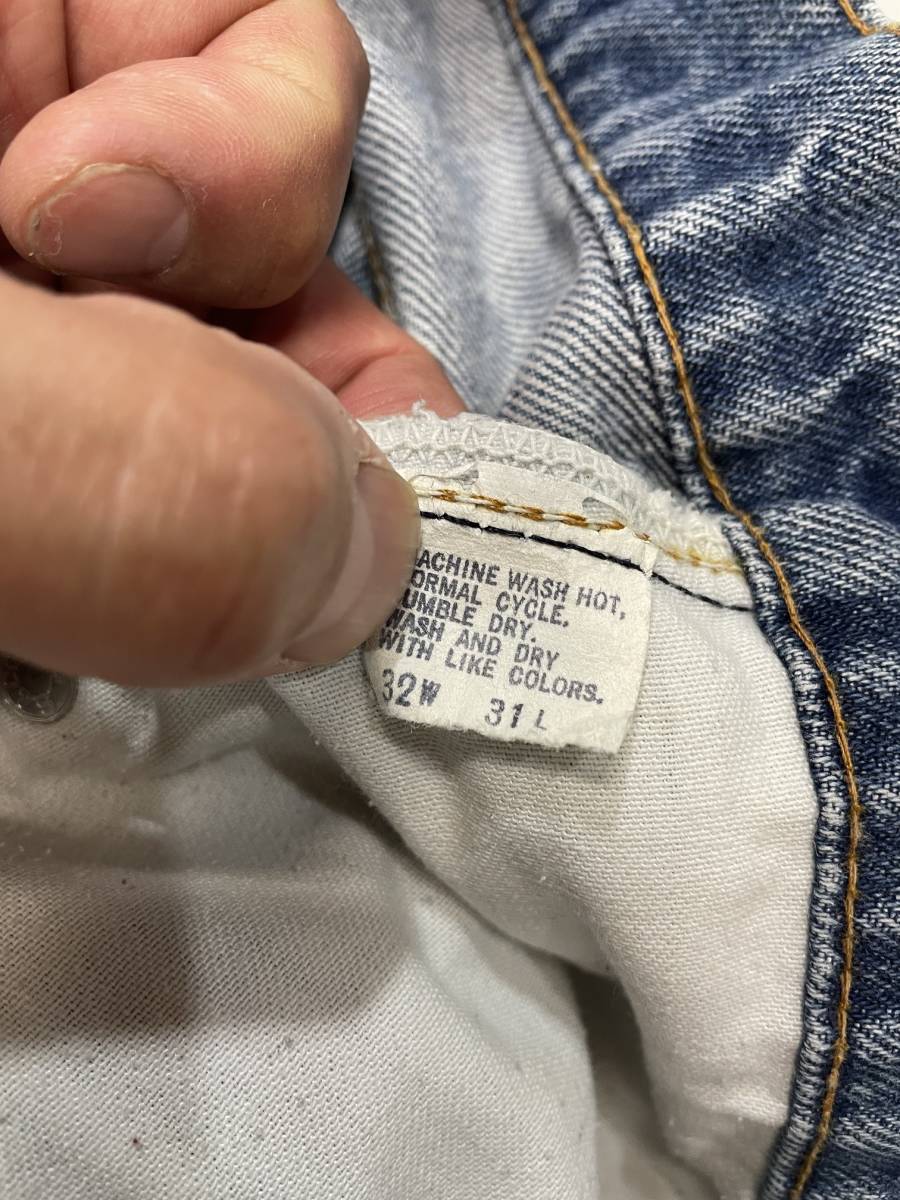 ACHINE WASH HOT,
ORMAL CYCLE.
UMBLE DRY.
WASH AND DRY
WITH LIKE COLORS.
32W 31L